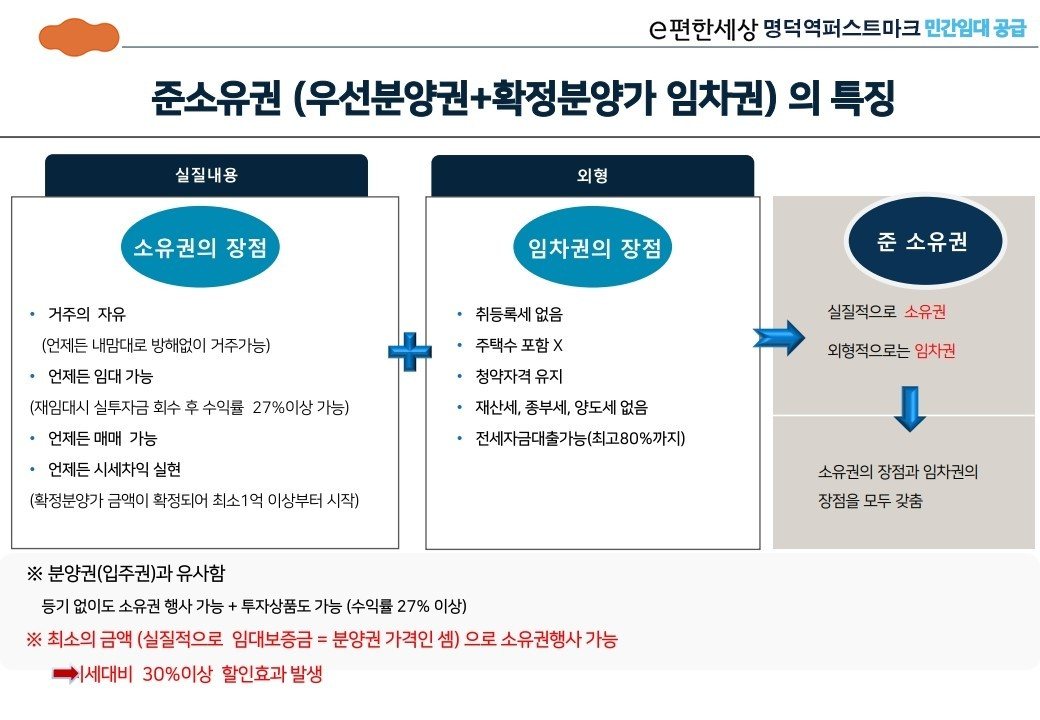 e편한세상 명덕역퍼스트마크 민간임대 공급
준소유권 (우선분양권+확정분양가 임차권) 의 특징
실질내용
소유권의 장점
• 거주의 자유
(언제든 내맘대로 방해없이 거주가능)
• 언제든 임대 가능
(재임대시 실투자금 회수 후 수익률 27%이상 가능)
• 언제든 매매 가능
• 언제든 시세차익 실현
(확정분양가 금액이 확정되어 최소1억 이상부터 시작)
외형
임차권의 장점
• 취등록세 없음
• 주택수 포함 X
• 청약자격 유지
• 재산세, 종부세, 양도세 없음
• 전세자금대출가능(최고80%까지)
준 소유권
실질적으로 소유권
외형적으로는 임차권
소유권의 장점과 임차권의
장점을 모두 갖춤
※ 분양권(입주권)과 유사함
등기 없이도 소유권 행사 가능 + 투자상품도 가능 (수익률 27% 이상)
※ 최소의 금액 (실질적으로 임대보증금 = 분양권 가격인 셈) 으로 소유권행사 가능
30%이상 할인효과 발생